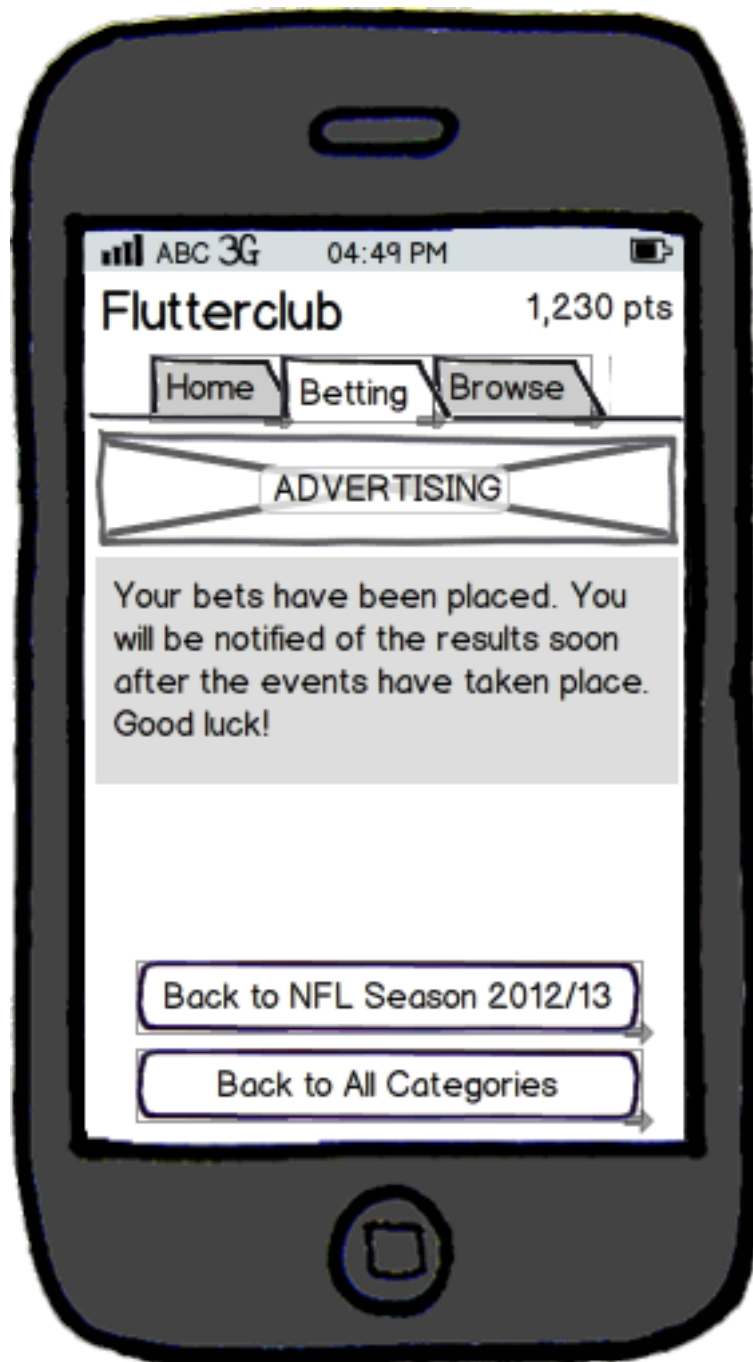 ABC 3G 04:49 PM
Flutterclub 1,230 pts
Home Betting Browse
ADVERTISING
Your bets have been placed. You
will be notified of the results soon
after the events have taken place.
Good luck!
Back to NFL Season 2012/13
Back to All Categories